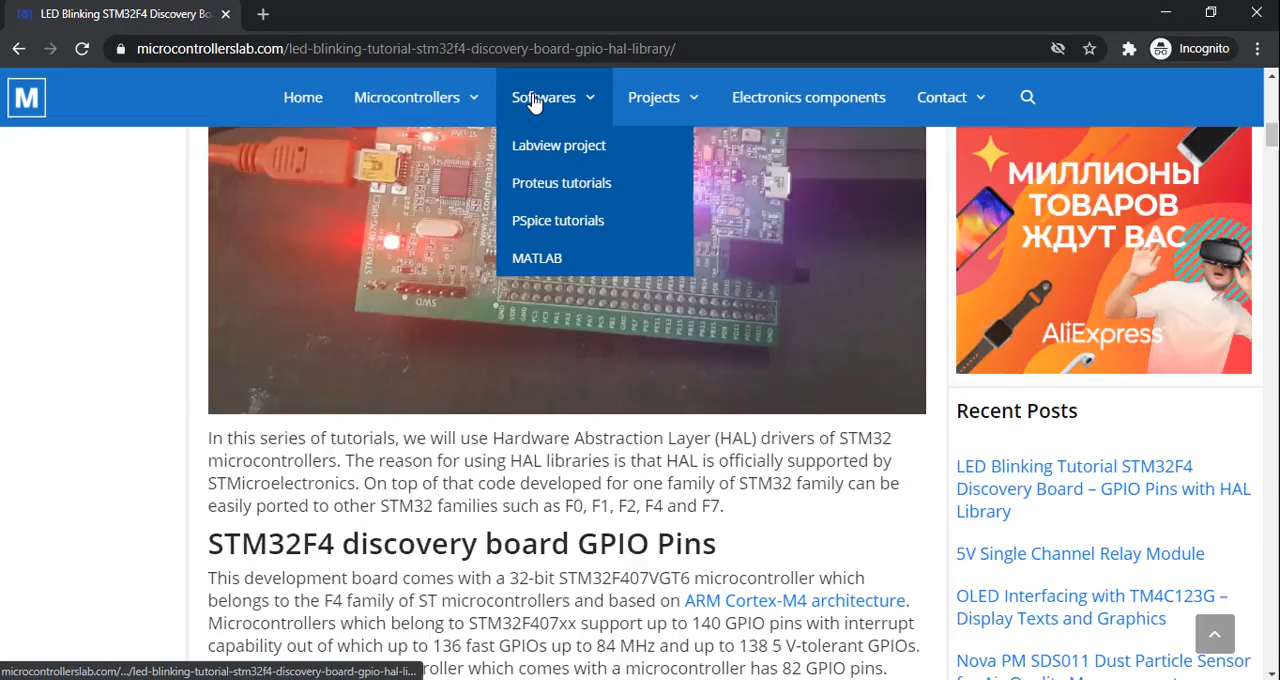 LED Blinking STM32F4 Discovery Bo
microcontrollerslab.com/led-blinking-tutorial-stm32f4-discovery-board-gpio-hal-library/
Incognito
M
Home
Microcontrollers
Softwares
Projects
Electronics components
Contact
Labview project
Proteus tutorials
PSpice tutorials
MATLAB
SWD
МИЛЛИОНЫ
ТОВАРОВ
ЖДУТ ВАС
AliExpress
In this series of tutorials, we will use Hardware Abstraction Layer (HAL) drivers of STM32
microcontrollers. The reason for using HAL libraries is that HAL is officially supported by
STMicroelectronics. On top of that code developed for one family of STM32 family can be
easily ported to other STM32 families such as F0, F1, F2, F4 and F7.
STM32F4 discovery board GPIO Pins
This development board comes with a 32-bit STM32F407VGT6 microcontroller which
belongs to the F4 family of ST microcontrollers and based on ARM Cortex-M4 architecture.
Microcontrollers which belong to STM32F407xx support up to 140 GPIO pins with interrupt
capability out of which up to 136 fast GPIOs up to 84 MHz and up to 138 5 V-tolerant GPIOs.
roller which comes with a microcontroller has 82 GPIO pins.
Recent Posts
LED Blinking Tutorial STM32F4
Discovery Board – GPIO Pins with HAL
Library
5V Single Channel Relay Module
OLED Interfacing with TM4C123G –
Display Texts and Graphics
Nova PM SDS011 Dust Particle Sensor
microcontrollerslab.com/.../led-blinking-tutorial-stm32f4-discovery-board-gpio-hal-li...